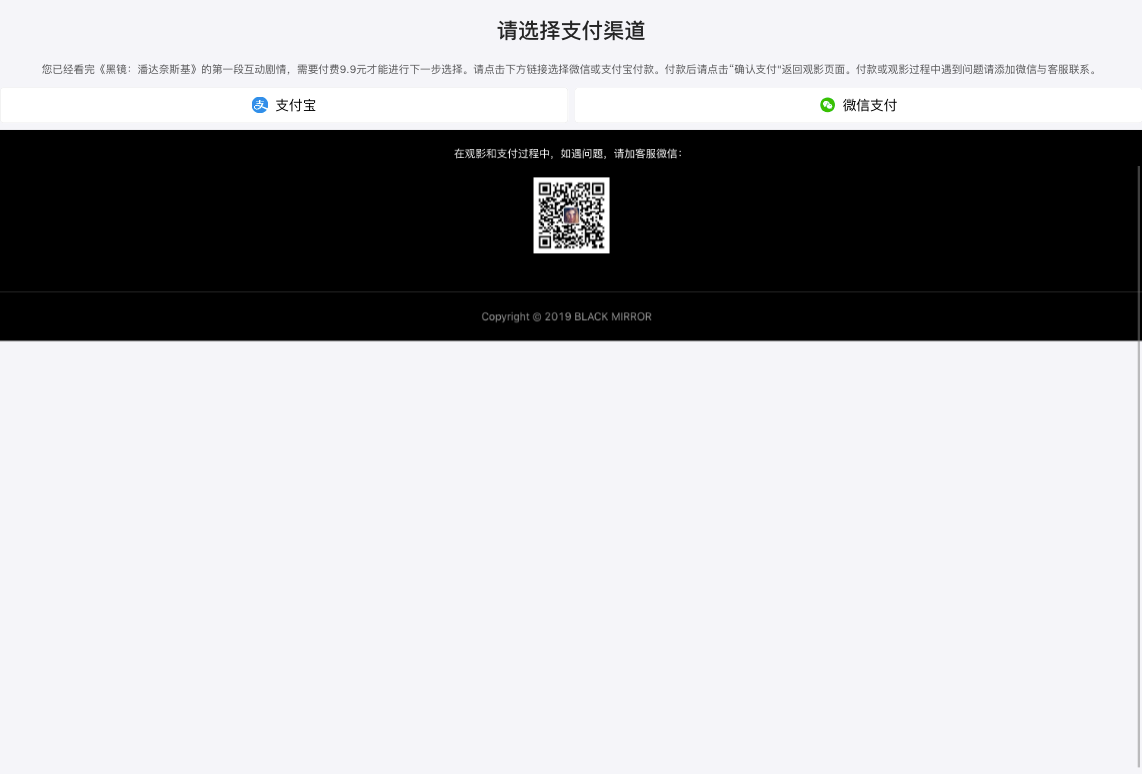 请选择支付渠道
您已经看完《黑镜：潘达奈斯基》的第一段互动剧情，需要付费9.9元才能进行下一步选择。请点击下方链接选择微信或支付宝付款。付款后请点击“确认支付"返回观影页面。付款或观影过程中遇到问题请添加微信与客服联系。
支付宝
微信支付
在观影和支付过程中，如遇问题，请加客服微信：
Copyright © 2019 BLACK MIRROR